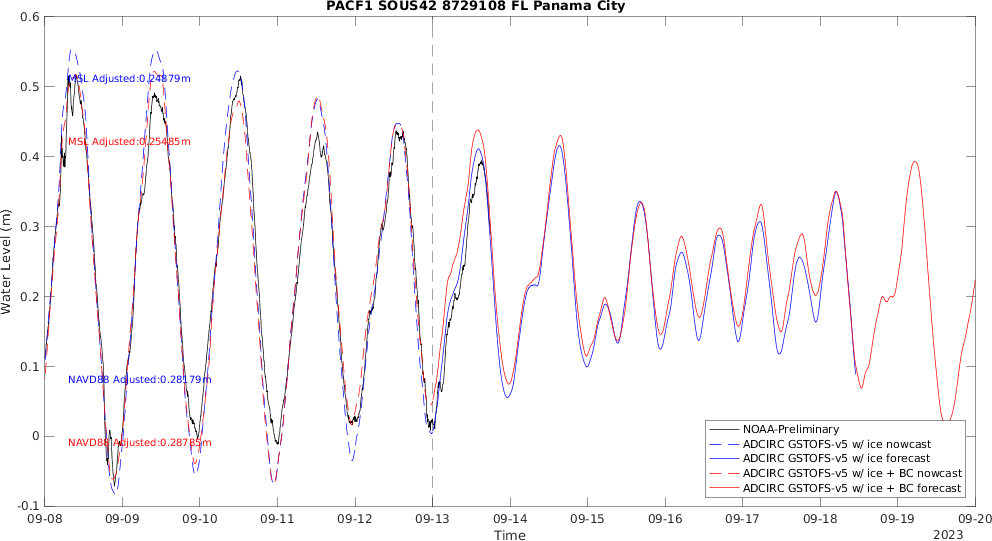 PACF1 SOUS42 8729108 FL Panama City
0.6
0.5
0.4
0.3
0.2
0.1
0
-0.1
Water Level (m)
MSL Adjusted:0.24879m
MSL Adjusted:0.25485m
NAVD88 Adjusted:0.28179m
NAVD88 Adjusted:0.28785m
NOAA-Preliminary
ADCIRC GSTOFS-v5 w/ ice nowcast
ADCIRC GSTOFS-v5 w/ ice forecast
ADCIRC GSTOFS-v5 w/ ice + BC nowcast
ADCIRC GSTOFS-v5 w/ ice + BC forecast
09-08 09-09 09-10 09-11 09-12 09-13 09-14 09-15 09-16 09-17 09-18 09-19 09-20
Time
2023